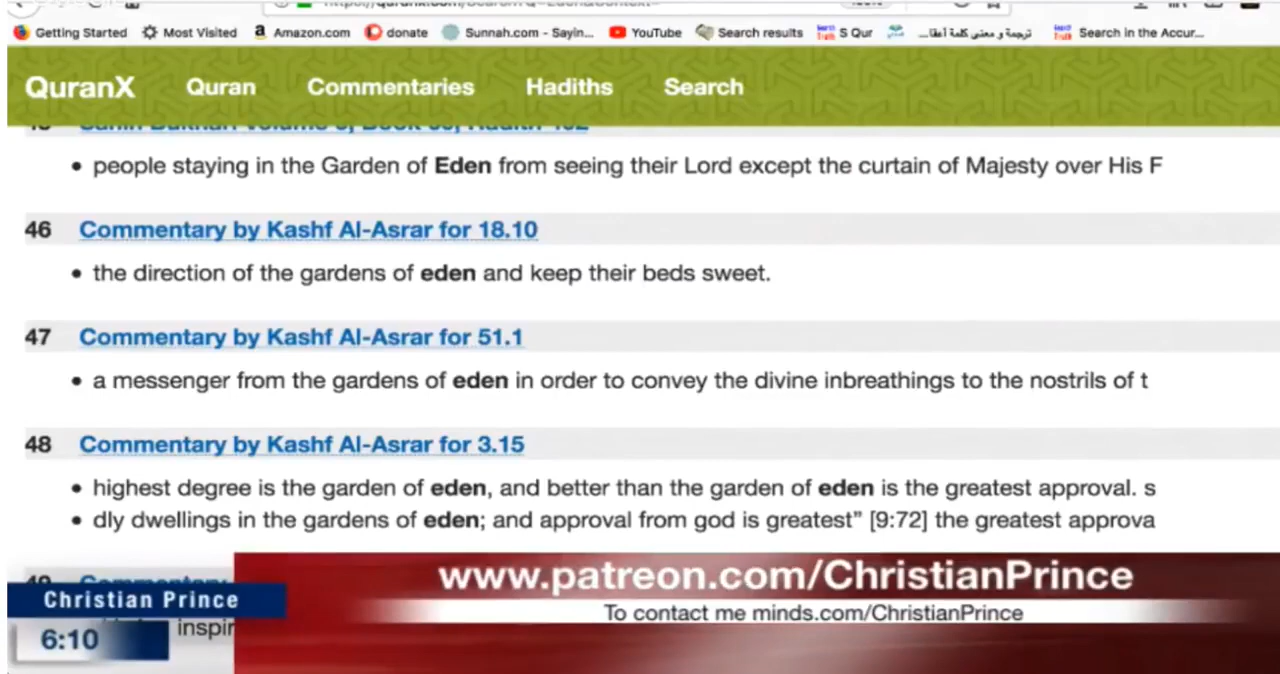 Getting Started Most Visited Amazon.com donate Sunnah.com - Sayin... YouTube Search results S Qur ترجمة و معنى كلمة أعفا... Search in the Accur...
QuranX Quran Commentaries Hadiths Search
people staying in the Garden of Eden from seeing their Lord except the curtain of Majesty over His F
46 Commentary by Kashf Al-Asrar for 18.10
the direction of the gardens of eden and keep their beds sweet.
47 Commentary by Kashf Al-Asrar for 51.1
a messenger from the gardens of eden in order to convey the divine inbreathings to the nostrils of t
48 Commentary by Kashf Al-Asrar for 3.15
highest degree is the garden of eden, and better than the garden of eden is the greatest approval. s
dly dwellings in the gardens of eden; and approval from god is greatest” [9:72] the greatest approva
www.patreon.com/ChristianPrince
Christian Prince
To contact me minds.com/ChristianPrince
6:10
inspir